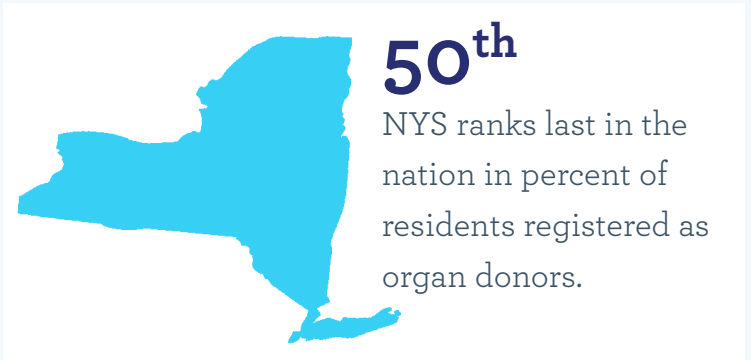 50th
NYS ranks last in the
nation in percent of
residents registered as
organ donors.